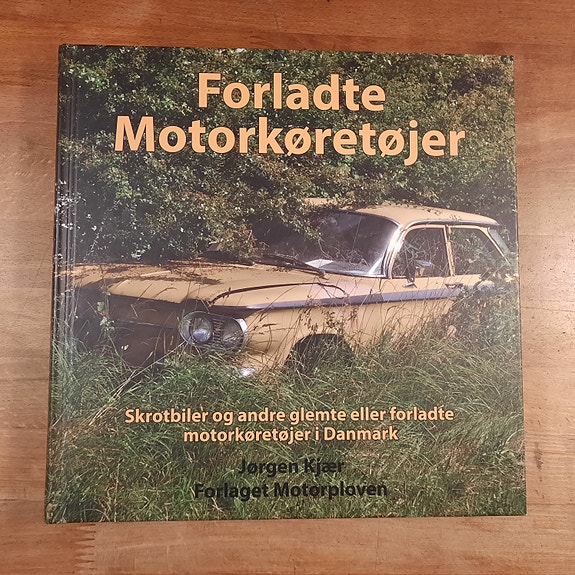 Forladte
Motorkøretøjer
Skrotbiler og andre glemte eller forladte
motorkøretøjer i Danmark
Jørgen Kjær
Forlaget Motorploven